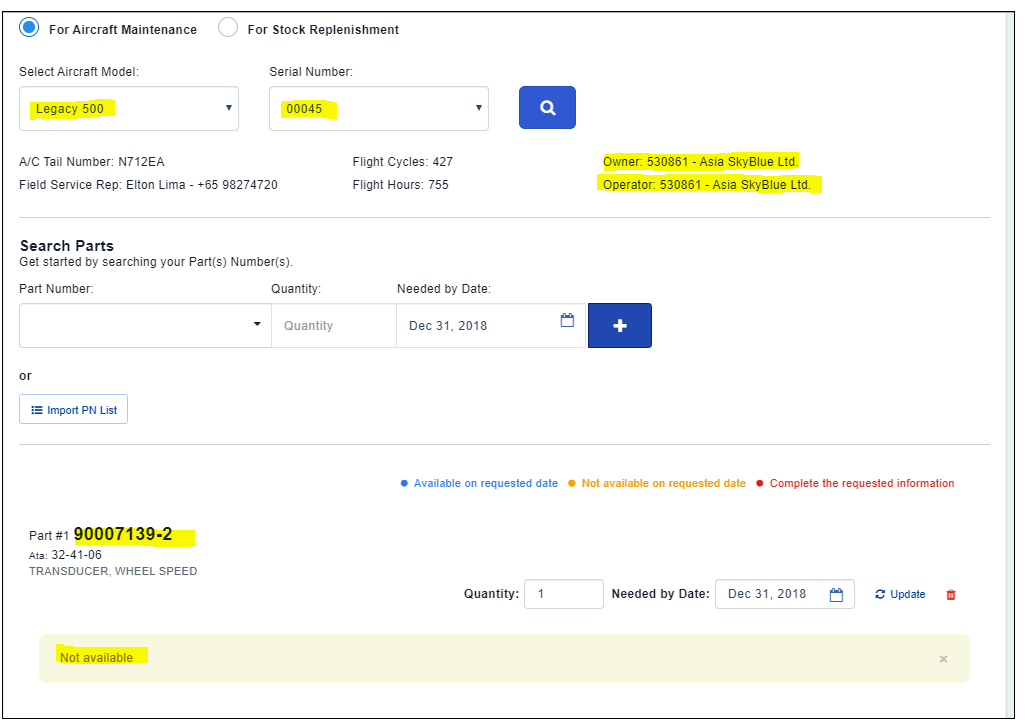 For Aircraft Maintenance For Stock Replenishment
Select Aircraft Model: Serial Number:
Legacy 500 00045
A/C Tail Number: N712EA Flight Cycles: 427 Owner: 530861 - Asia SkyBlue Ltd.
Field Service Rep: Elton Lima - +65 98274720 Flight Hours: 755 Operator: 530861 - Asia SkyBlue Ltd.
Search Parts
Get started by searching your Part(s) Number(s).
Part Number: Quantity: Needed by Date:
Quantity Dec 31, 2018
or
Import PN List
Available on requested date Not available on requested date Complete the requested information
Part #1 90007139-2
Ata: 32-41-06
TRANSDUCER, WHEEL SPEED
Quantity: 1 Needed by Date: Dec 31, 2018 Update
Not available